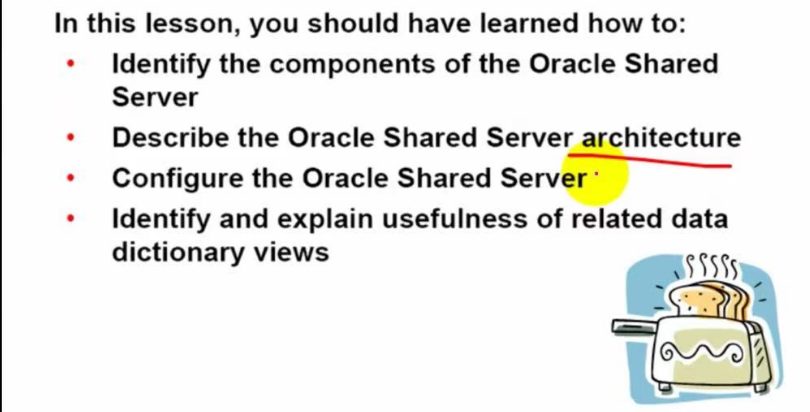 In this lesson, you should have learned how to:
• Identify the components of the Oracle Shared
Server
• Describe the Oracle Shared Server architecture
• Configure the Oracle Shared Server
• Identify and explain usefulness of related data
dictionary views